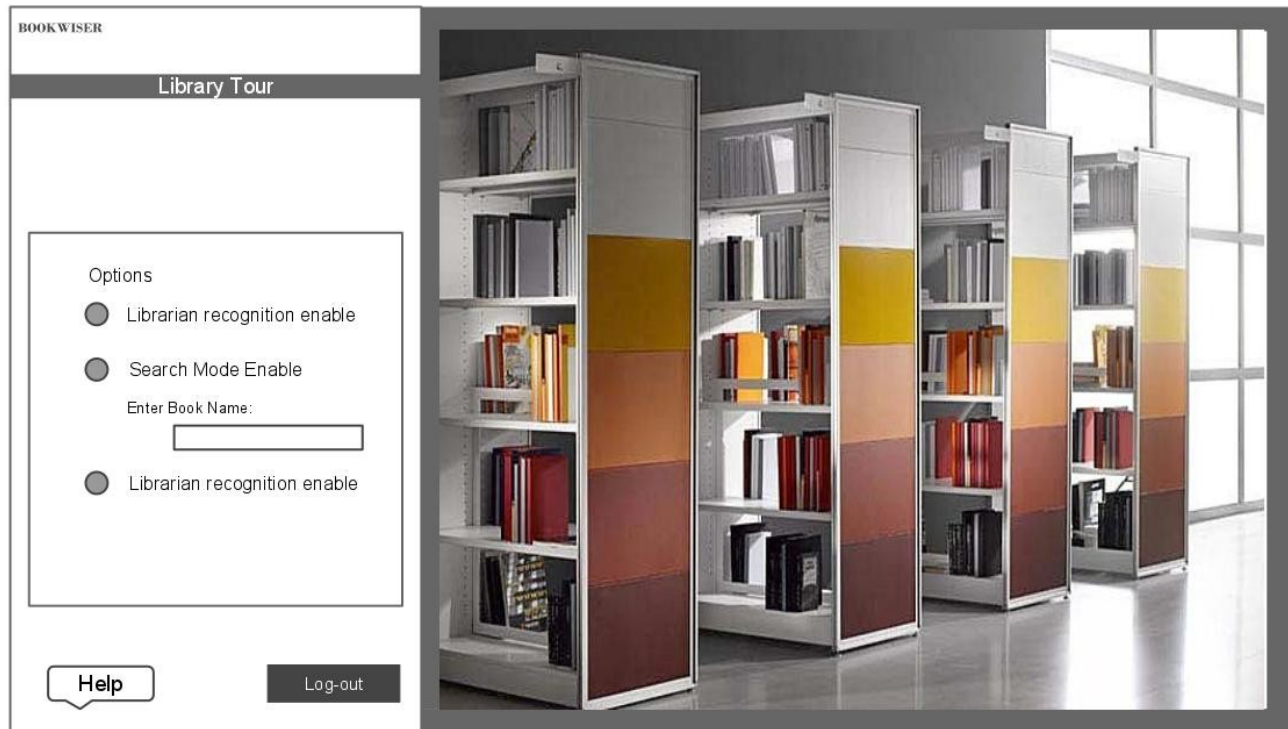 BOOKWISER
Library Tour
Options
Librarian recognition enable
Search Mode Enable
Enter Book Name:
Librarian recognition enable
Help
Log-out